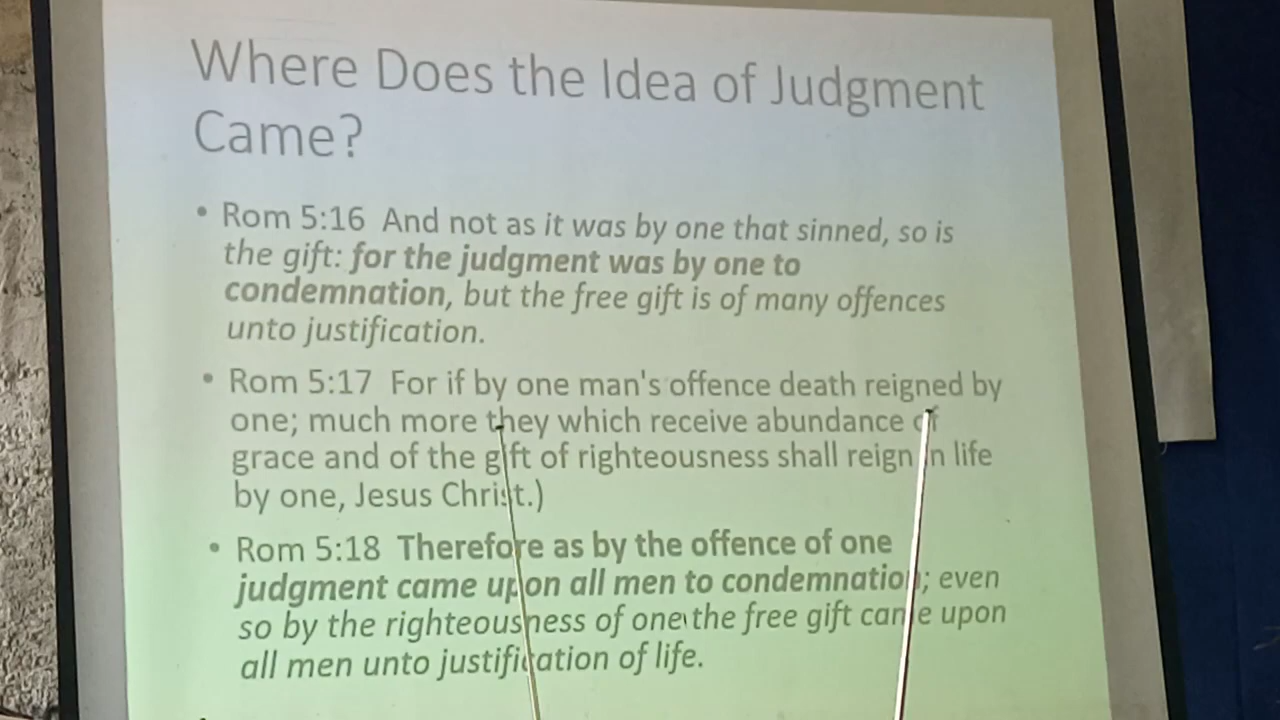 Where Does the Idea of Judgment
Came?
• Rom 5:16 And not as it was by one that sinned, so is
the gift: for the judgment was by one to
condemnation, but the free gift is of many offences
unto justification.
• Rom 5:17 For if by one man's offence death reigned by
one; much more they which receive abundance of
grace and of the gift of righteousness shall reign in life
by one, Jesus Christ.)
• Rom 5:18 Therefore as by the offence of one
judgment came upon all men to condemnation; even
so by the righteousness of one the free gift came upon
all men unto justification of life.